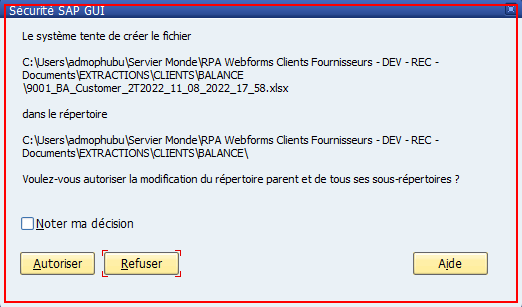 Sécurité SAP GUI
Le système tente de créer le fichier
C:\Users\admophubu\Servier Monde\RPA Webforms Clients Fournisseurs - DEV - REC -
Documents\EXTRACTIONS\CLIENTS\BALANCE
\9001_BA_Customer_2T2022_11_08_2022_17_58.xlsx
dans le répertoire
C:\Users\admophubu\Servier Monde\RPA Webforms Clients Fournisseurs - DEV - REC -
Documents\EXTRACTIONS\CLIENTS\BALANCE\
Voulez-vous autoriser la modification du répertoire parent et de tous ses sous-répertoires ?
Noter ma décision
Autoriser Refuser Aide